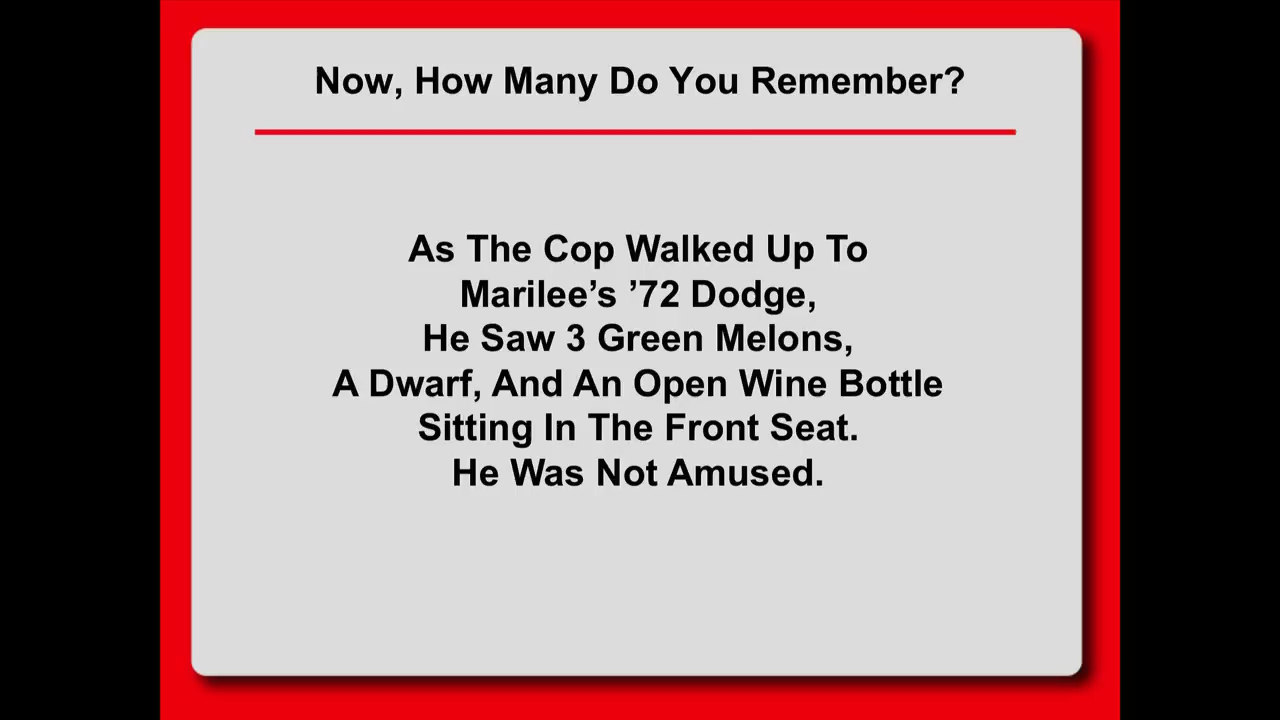 Now, How Many Do You Remember?
As The Cop Walked Up To
Marilee’s ’72 Dodge,
He Saw 3 Green Melons,
A Dwarf, And An Open Wine Bottle
Sitting In The Front Seat.
He Was Not Amused.